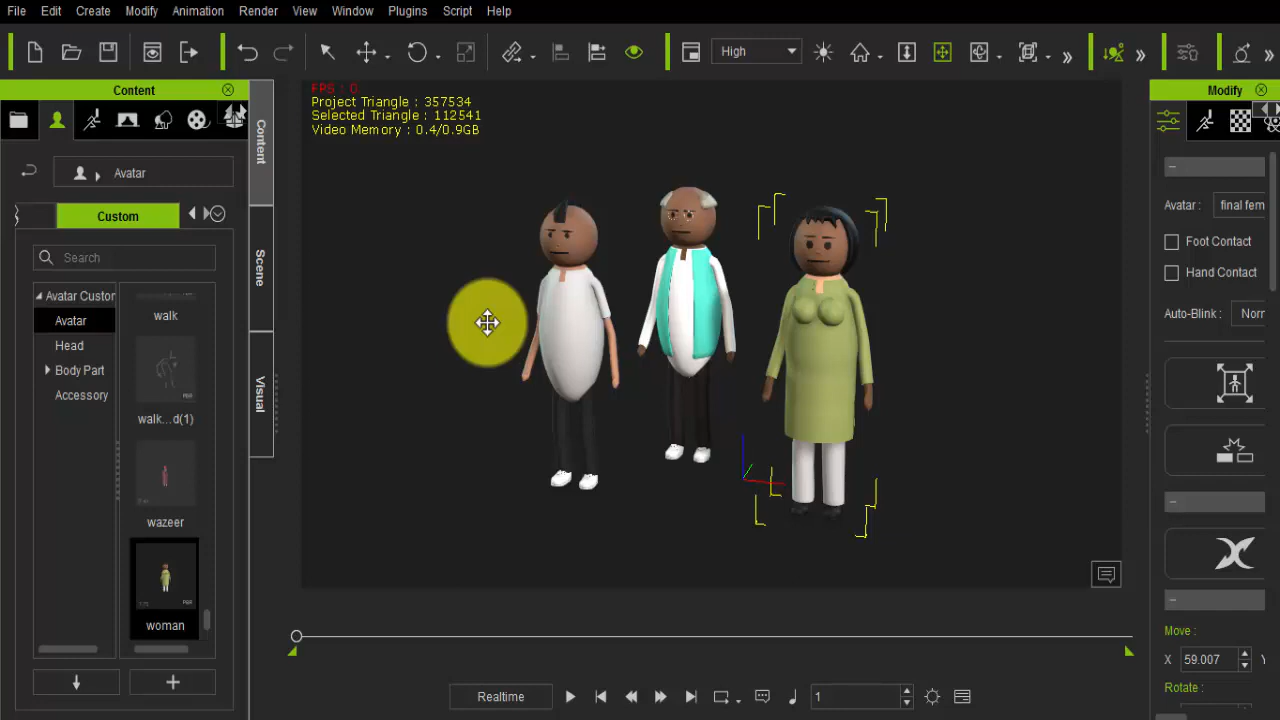 File Edit Create Modify Animation Render View Window Plugins Script Help
High
Content
Modify
FPS : 0
Project Triangle : 357534
Selected Triangle : 112541
Video Memory : 0.4/0.9GB
Content
Scene
Visual
Avatar
Custom
Search
Avatar Custor
Avatar
Head
Body Part
Accessory
walk
walk...d(1)
wazeer
woman
Avatar : final fem
Foot Contact
Hand Contact
Auto-Blink : Norr
Move :
X 59.007 Y
Rotate :
Realtime
1